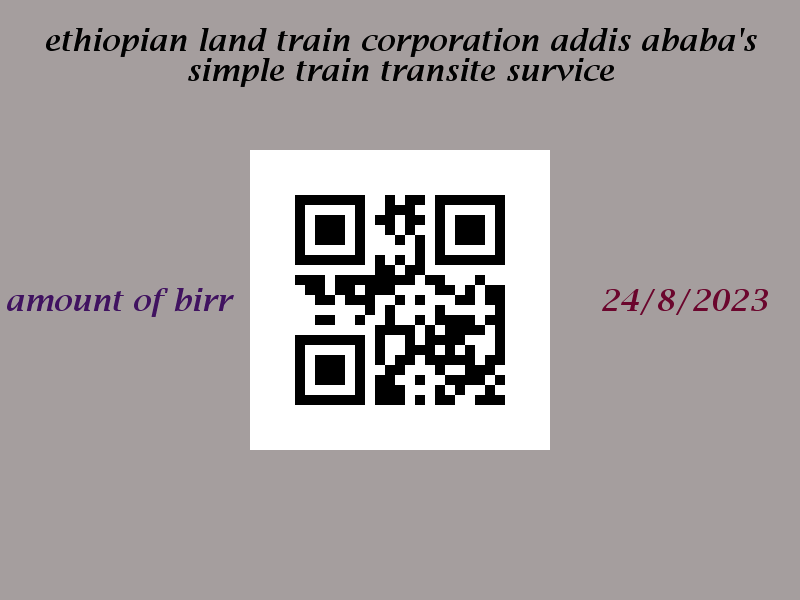 ethiopian land train corporation addis ababa's
simple train transite survice
amount of birr
24/8/2023